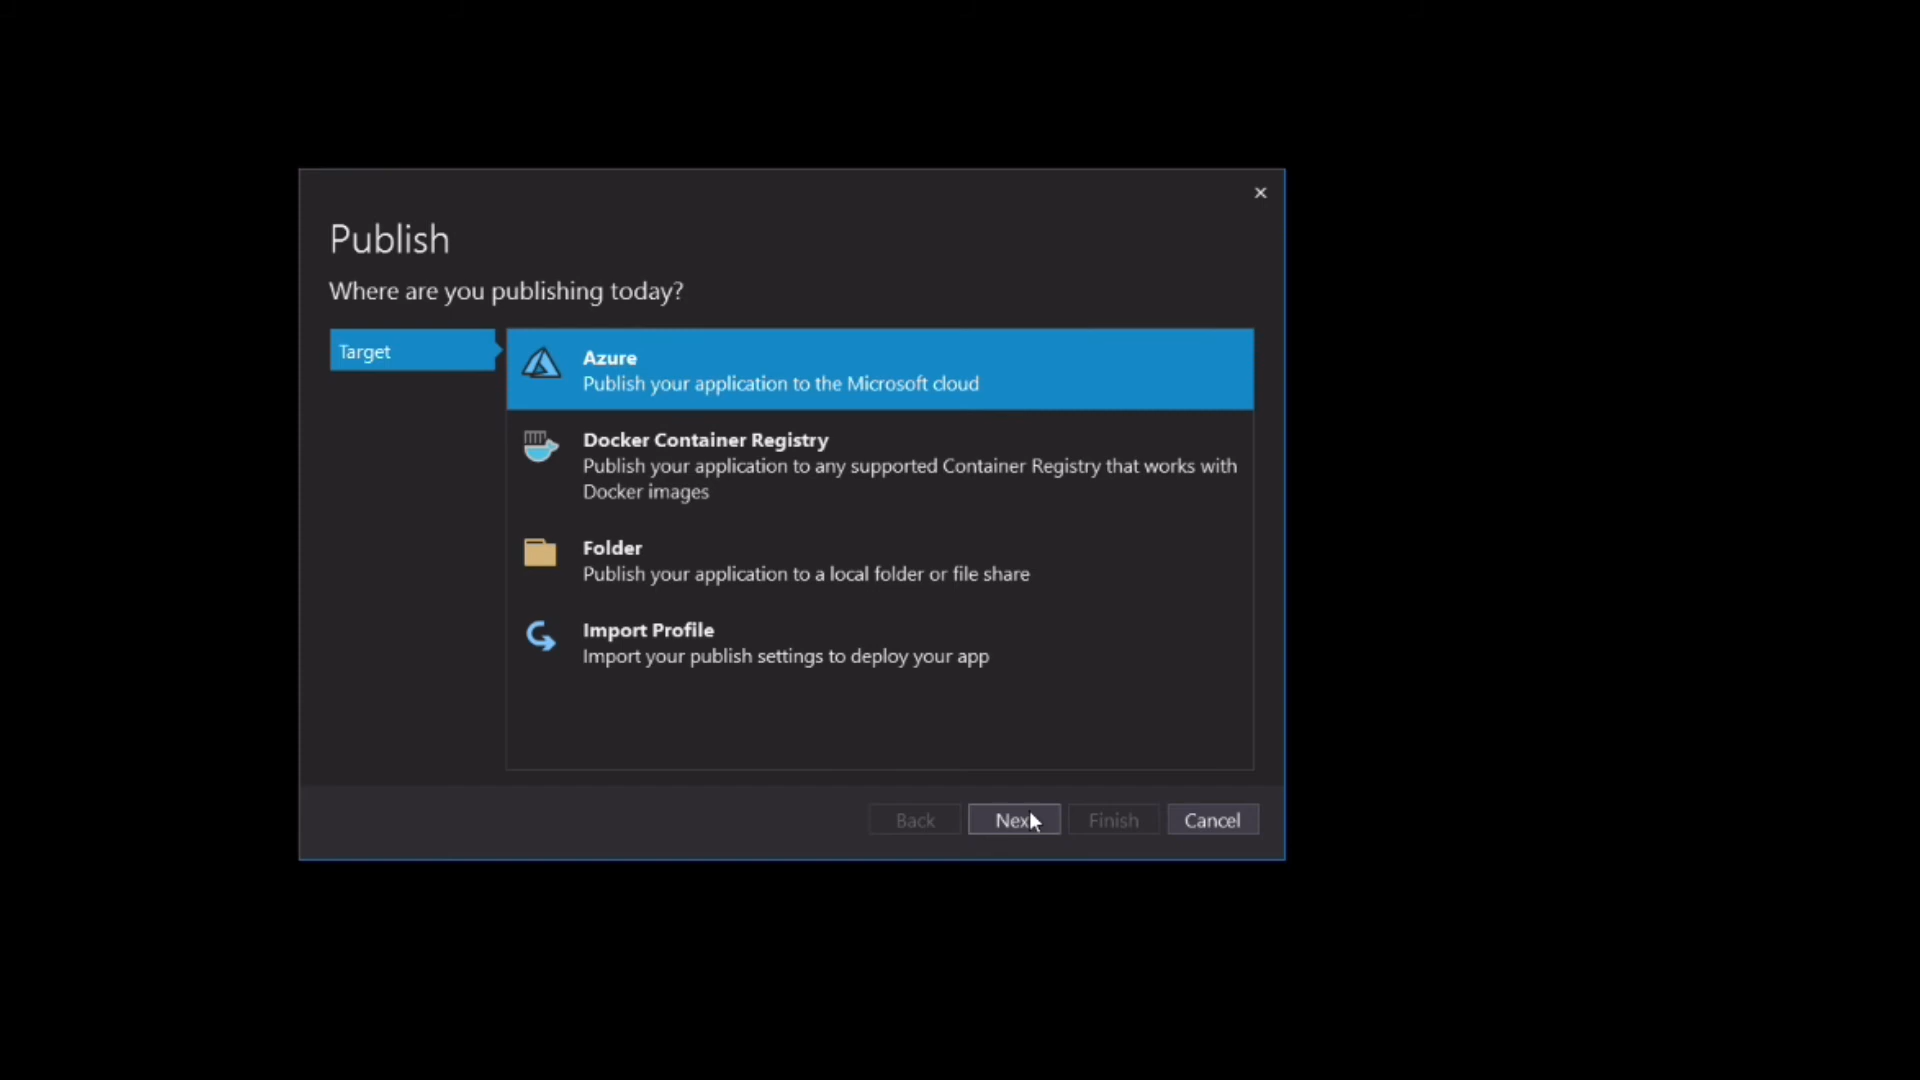 Publish
Where are you publishing today?
Target
Azure
Publish your application to the Microsoft cloud
Docker Container Registry
Publish your application to any supported Container Registry that works with
Docker images
Folder
Publish your application to a local folder or file share
Import Profile
Import your publish settings to deploy your app
Back Next Finish Cancel